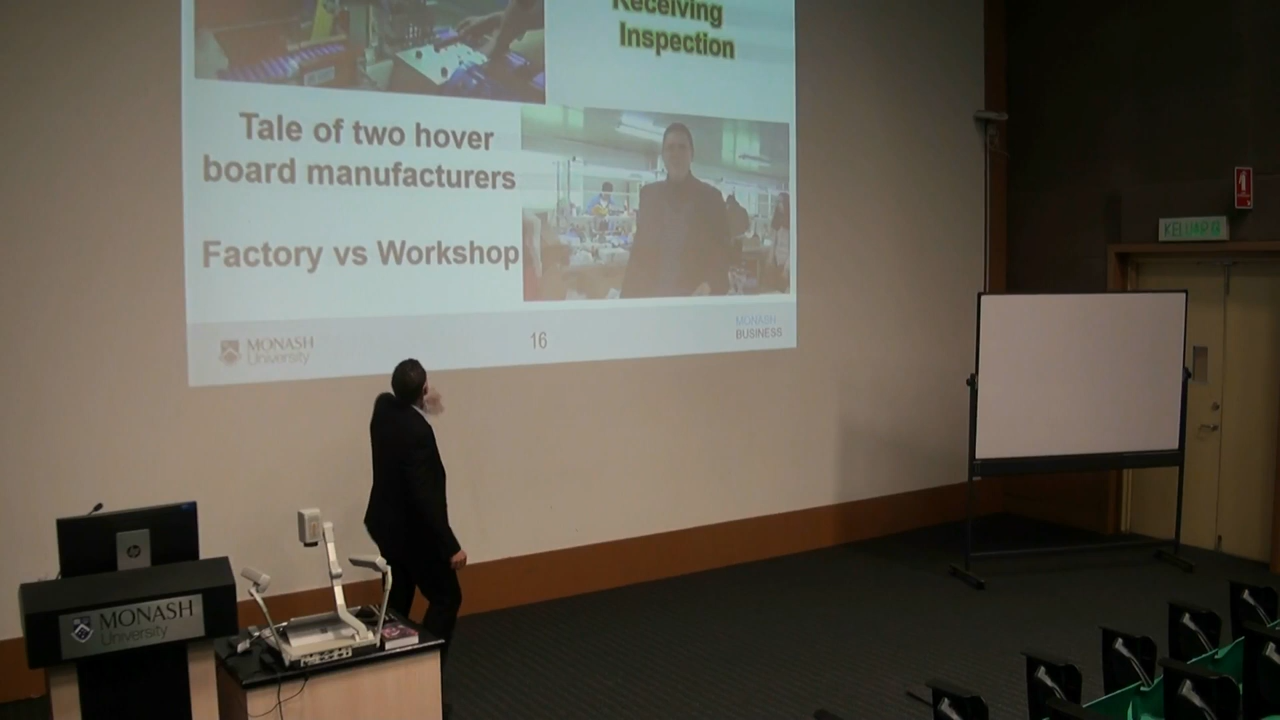 Receiving
Inspection
Tale of two hover
board manufacturers
Factory vs Workshop
MONASH
University
16
MONASH
BUSINESS
KELUAR
MONASH
University
hp